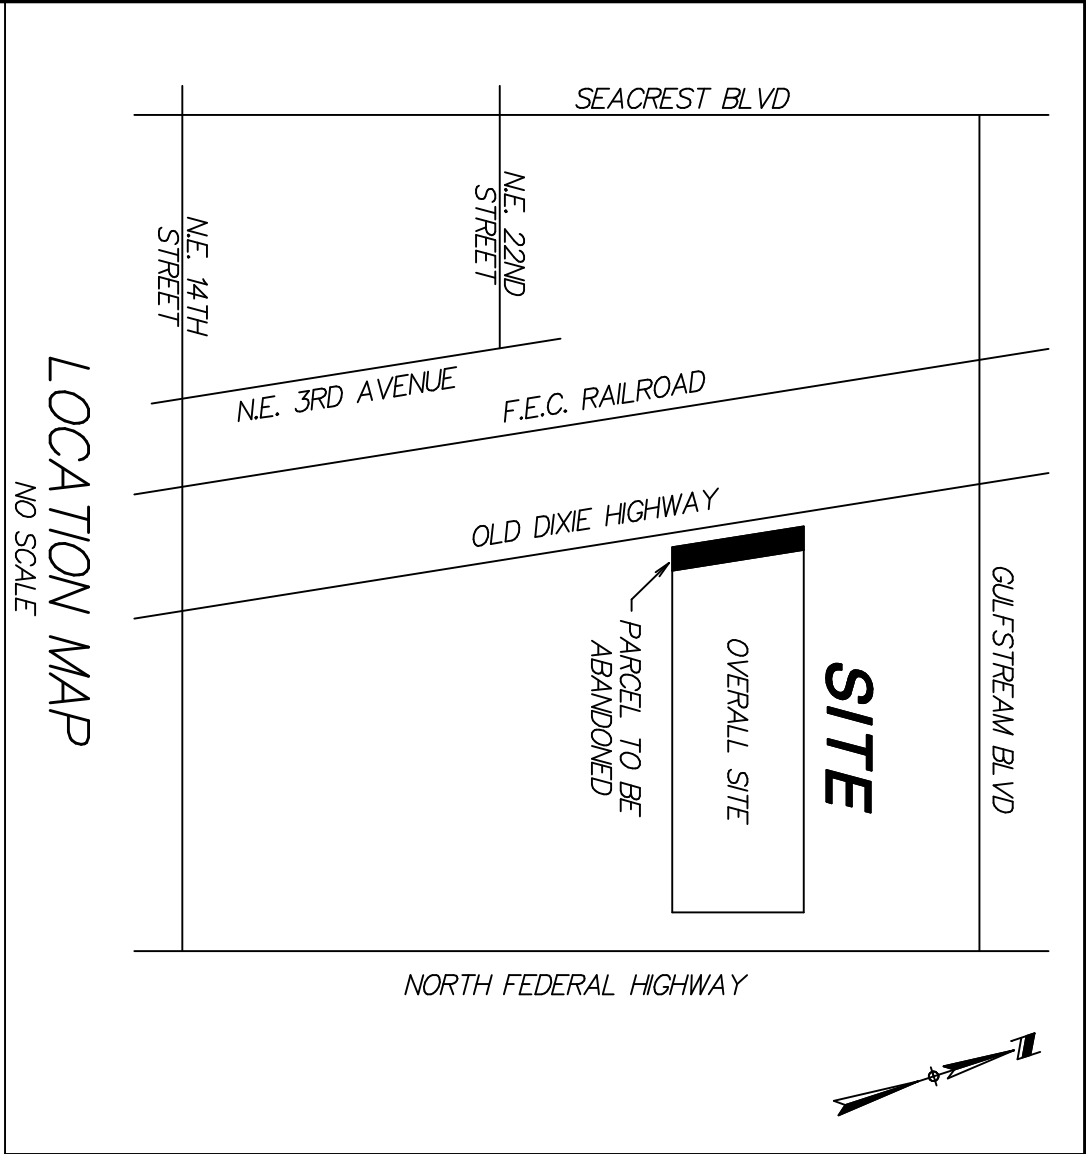 SEACREST BLVD
N.E. 22ND
STREET
N.E. 14TH
STREET
N.E. 3RD AVENUE
F.E.C. RAILROAD
OLD DIXIE HIGHWAY
GULFSTREAM BLVD
SITE
OVERALL SITE
PARCEL TO BE
ABANDONED
NORTH FEDERAL HIGHWAY
LOCATION MAP
NO SCALE
N